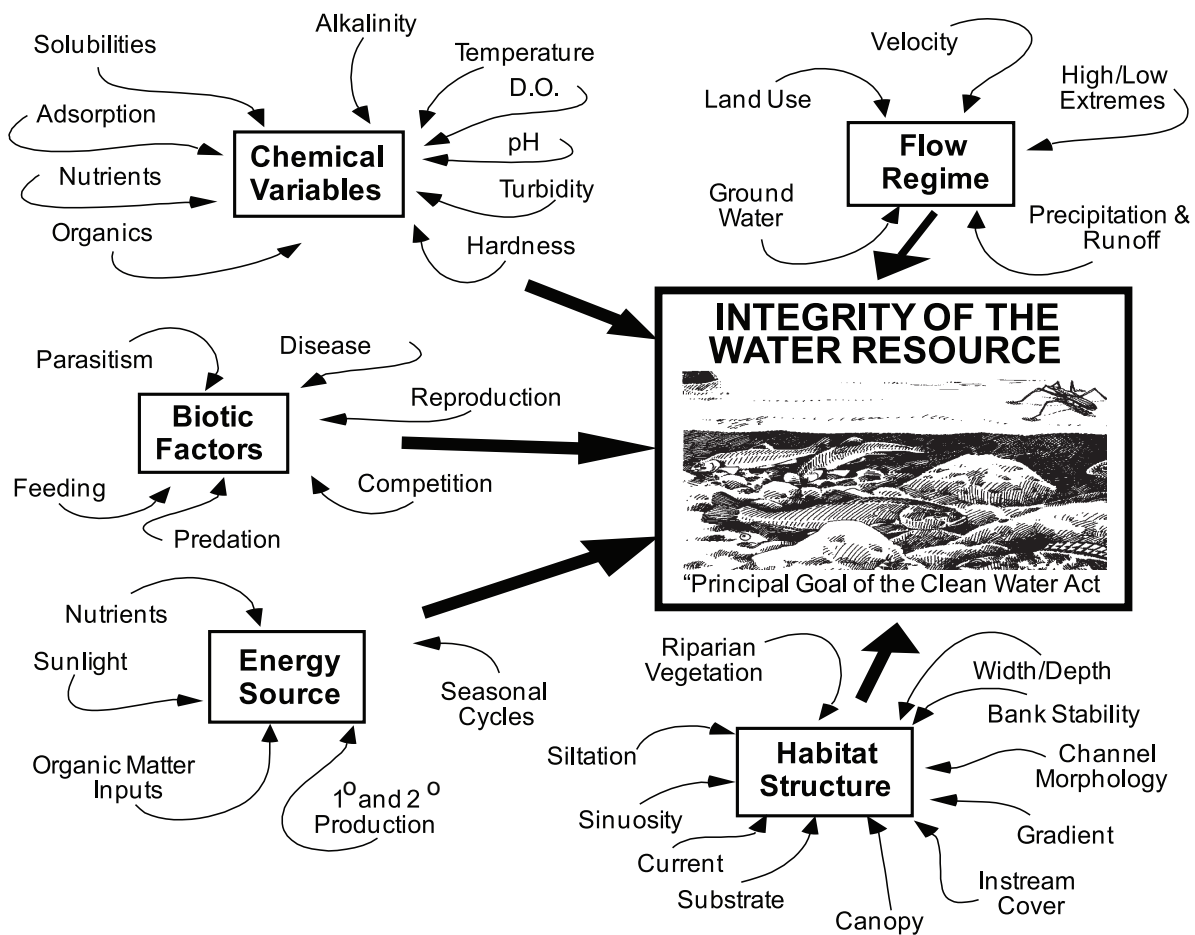 Solubilities
Alkalinity
Temperature
D.O.
Adsorption
pH
Nutrients
Turbidity
Organics
Hardness
Chemical
Variables
Velocity
Land Use
High/Low
Extremes
Flow
Regime
Ground
Water
Precipitation &
Runoff
INTEGRITY OF THE
WATER RESOURCE
"Principal Goal of the Clean Water Act
Parasitism
Disease
Reproduction
Biotic
Factors
Feeding
Competition
Predation
Nutrients
Sunlight
Energy
Source
Seasonal
Cycles
Organic Matter
Inputs
1º and 2º
Production
Riparian
Vegetation
Width/Depth
Bank Stability
Siltation
Habitat
Structure
Channel
Morphology
Sinuosity
Gradient
Current
Substrate
Instream
Cover
Canopy